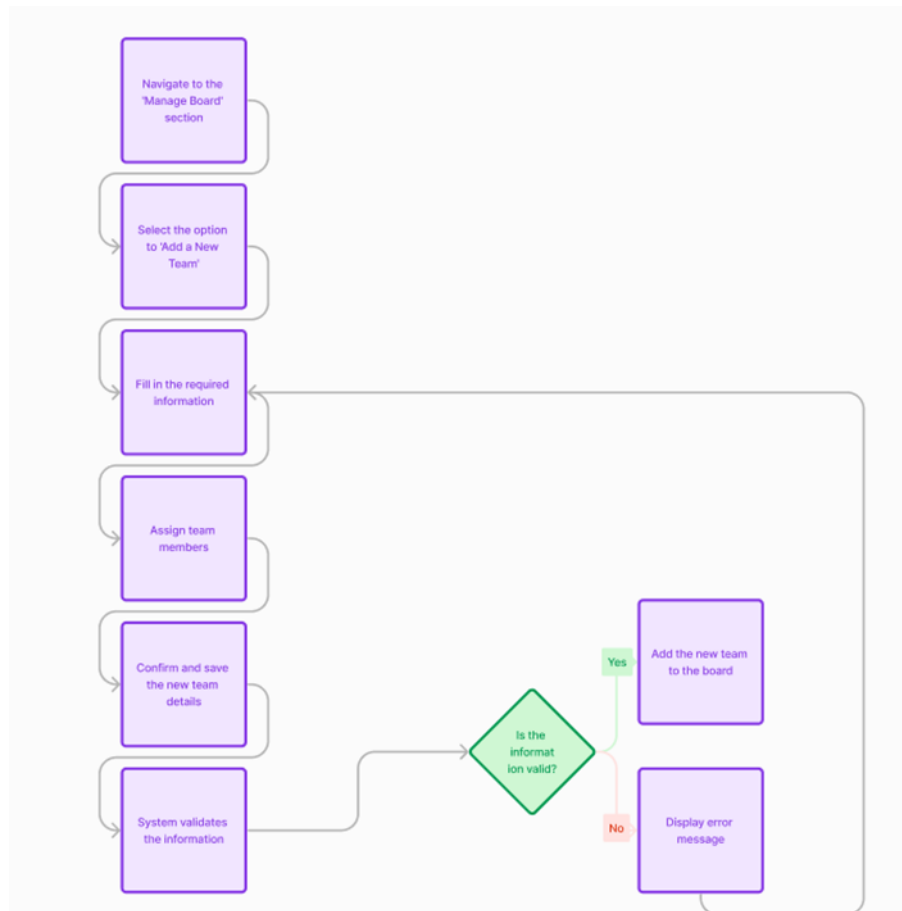 Navigate to the
'Manage Board'
section
Select the option
to 'Add a New
Team'
Fill in the required
information
Assign team
members
Confirm and save
the new team
details
System validates
the information
Is the
informat
ion valid?
Yes
Add the new team
to the board
No
Display error
message